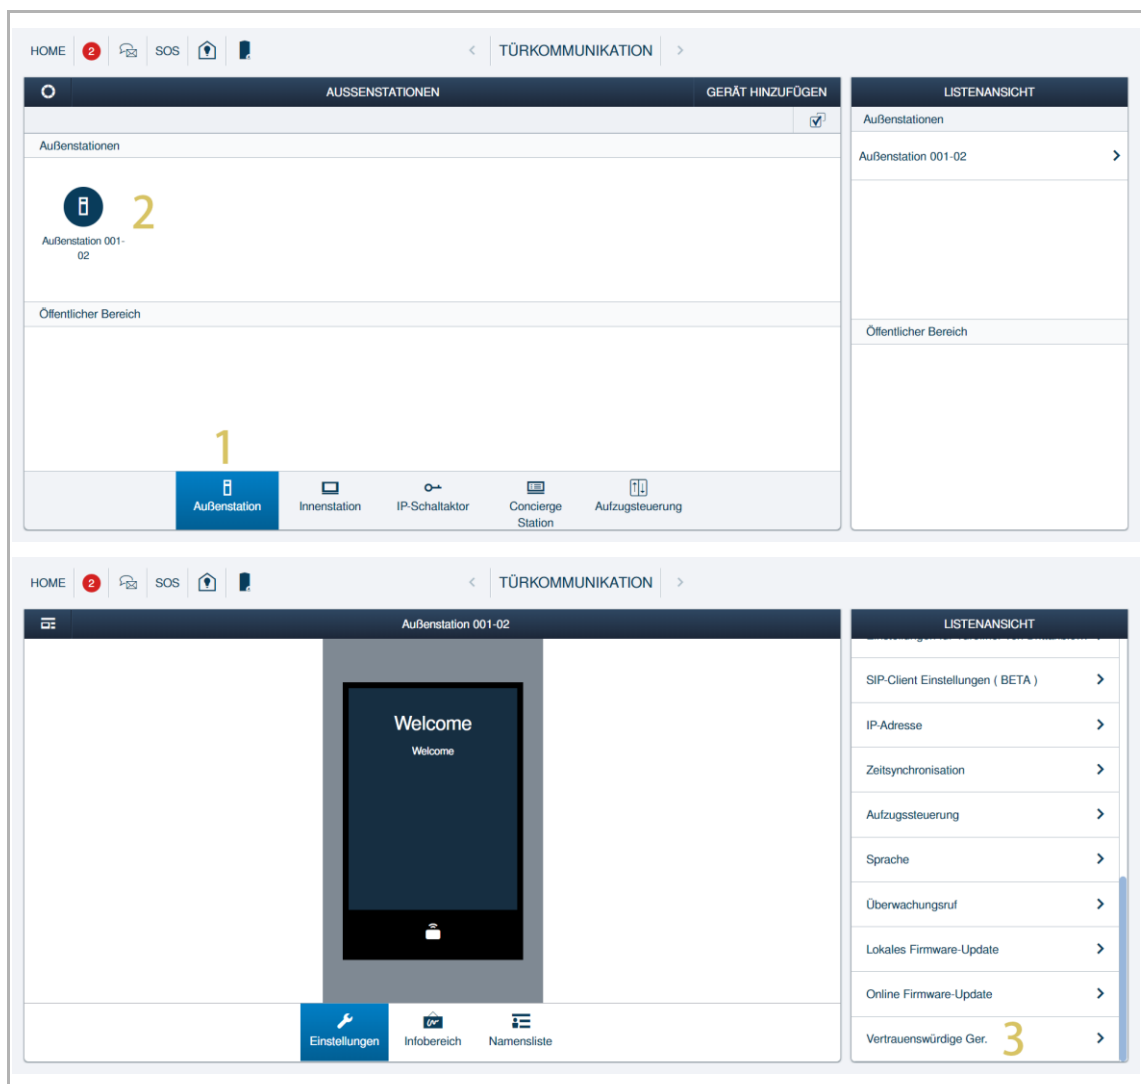 HOME 2 SOS < TÜRKOMMUNIKATION >
AUSSENSTATIONEN GERÄT HINZUFÜGEN
Außenstationen
Außenstation 001-
02
2
Öffentlicher Bereich
1
Außenstation Innenstation IP-Schaltaktor Concierge Aufzugsteuerung
Station
LISTENANSICHT
Außenstationen
Außenstation 001-02
Öffentlicher Bereich
HOME 2 SOS < TÜRKOMMUNIKATION >
Außenstation 001-02
Welcome
Welcome
Einstellungen Infobereich Namensliste
LISTENANSICHT
SIP-Client Einstellungen ( BETA )
IP-Adresse
Zeitsynchronisation
Aufzugssteuerung
Sprache
Überwachungsruf
Lokales Firmware-Update
Online Firmware-Update
Vertrauenswürdige Ger. 3